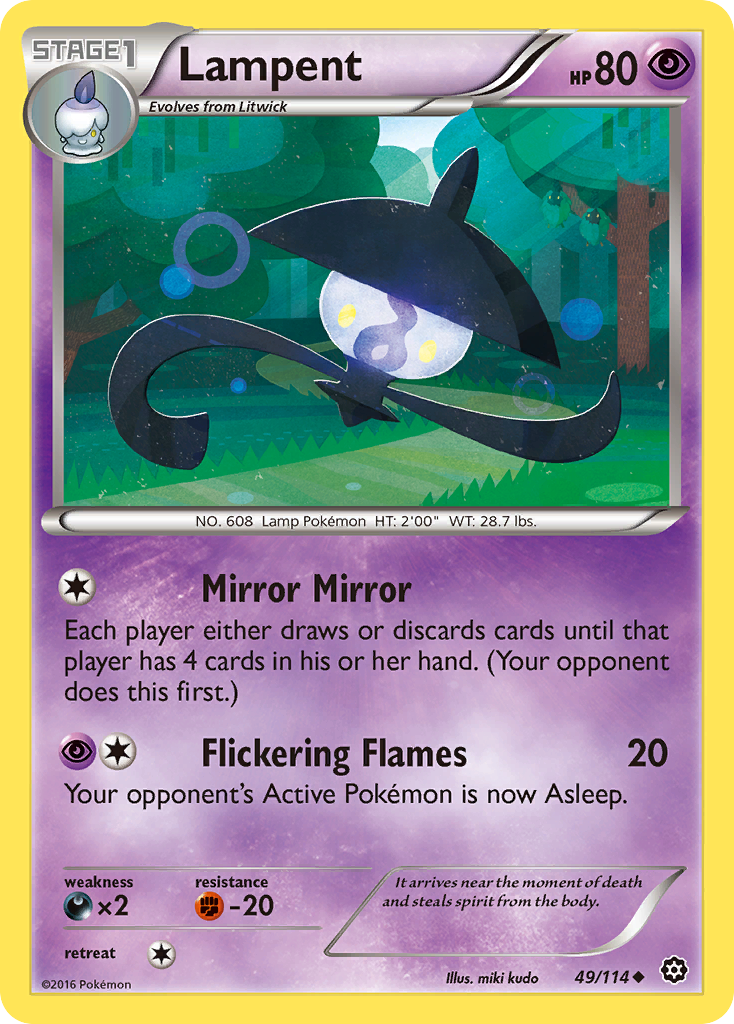 STAGE1
Lampent
HP80
Evolves from Litwick
NO. 608 Lamp Pokémon HT: 2'00" WT: 28.7 lbs.
Mirror Mirror
Each player either draws or discards cards until that
player has 4 cards in his or her hand. (Your opponent
does this first.)
Flickering Flames 20
Your opponent's Active Pokémon is now Asleep.
weakness resistance
×2 -20
retreat
It arrives near the moment of death
and steals spirit from the body.
©2016 Pokémon
Illus. miki kudo 49/114